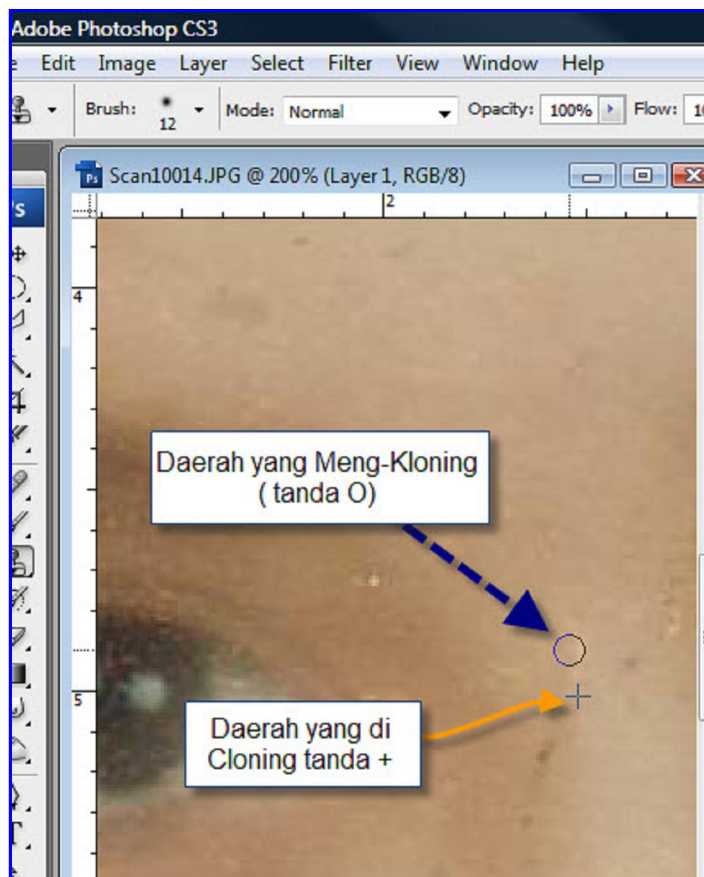 Adobe Photoshop CS3
Edit Image Layer Select Filter View Window Help
Brush: 12 Mode: Normal Opacity: 100% Flow:
Scan10014.JPG @ 200% (Layer 1, RGB/8)
Ps
2
4
Daerah yang Meng-Kloning
( tanda O)
5
Daerah yang di
Cloning tanda +